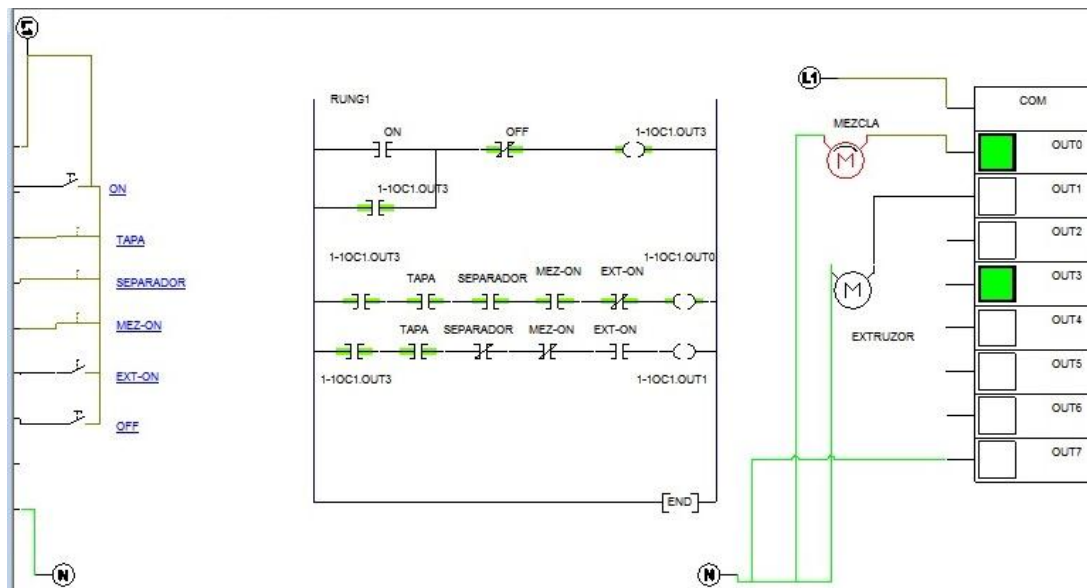 L1
RUNG1
ON
OFF
1-1OC1.OUT3
1-1OC1.OUT3
1-1OC1.OUT3
TAPA
SEPARADOR
MEZ-ON
EXT-ON
1-1OC1.OUT0
TAPA
SEPARADOR
MEZ-ON
EXT-ON
1-1OC1.OUT3
1-1OC1.OUT1
END
ON
TAPA
SEPARADOR
MEZ-ON
EXT-ON
OFF
N
MEZCLA
M
M
EXTRUZOR
N
COM
OUT0
OUT1
OUT2
OUT3
OUT4
OUT5
OUT6
OUT7